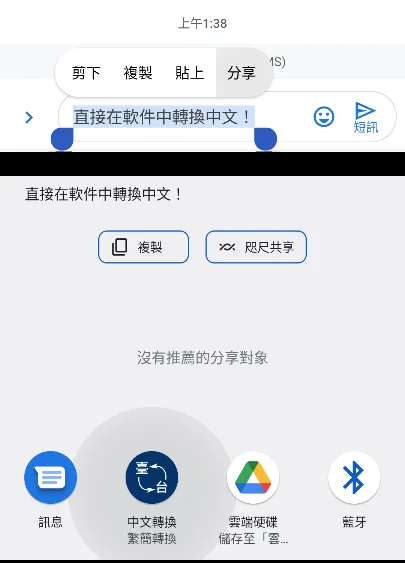 上午1:38
MS)
剪下 複製 貼上 分享
直接在軟件中轉換中文！
短訊
直接在軟件中轉換中文！
複製 咫尺共享
沒有推薦的分享對象
臺
台
訊息 中文轉換 雲端硬碟 藍牙
繁簡轉換 儲存至「雲...